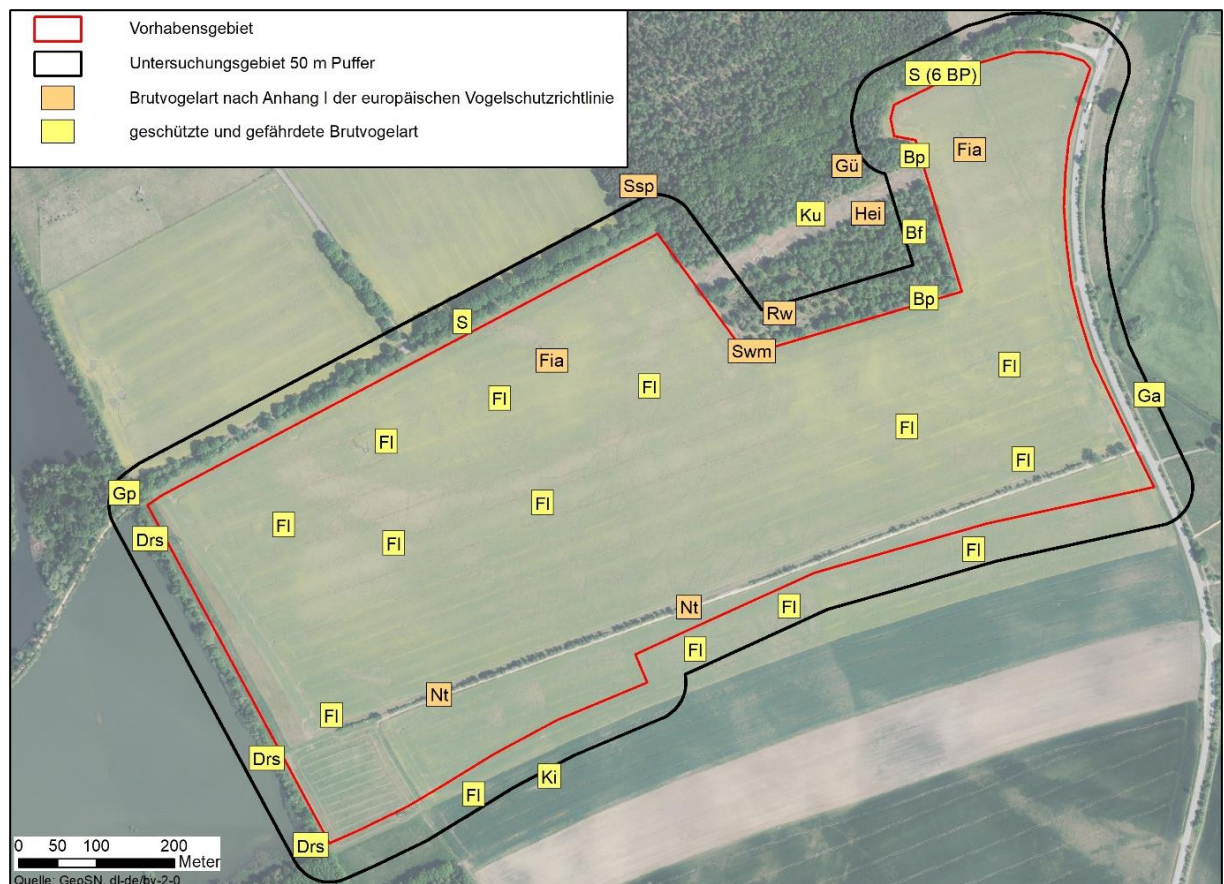 Vorhabensgebiet
Untersuchungsgebiet 50 m Puffer
Brutvogelart nach Anhang I der europäischen Vogelschutzrichtlinie
geschützte und gefährdete Brutvogelart
S (6 BP)
Bp
Fia
Gü
Ssp
Ku
Hei
Bf
Bp
Rw
S
Swm
Fia
Fl
Fl
Fl
Ga
Fl
Fl
Fl
Gp
Fl
Fl
Drs
Fl
Fl
Nt
Fl
Fl
Nt
Fl
Drs
Ki
Fl
Drs
0 50 100 200
Meter
Quelle: GeoSN, dl-de/by-2-0